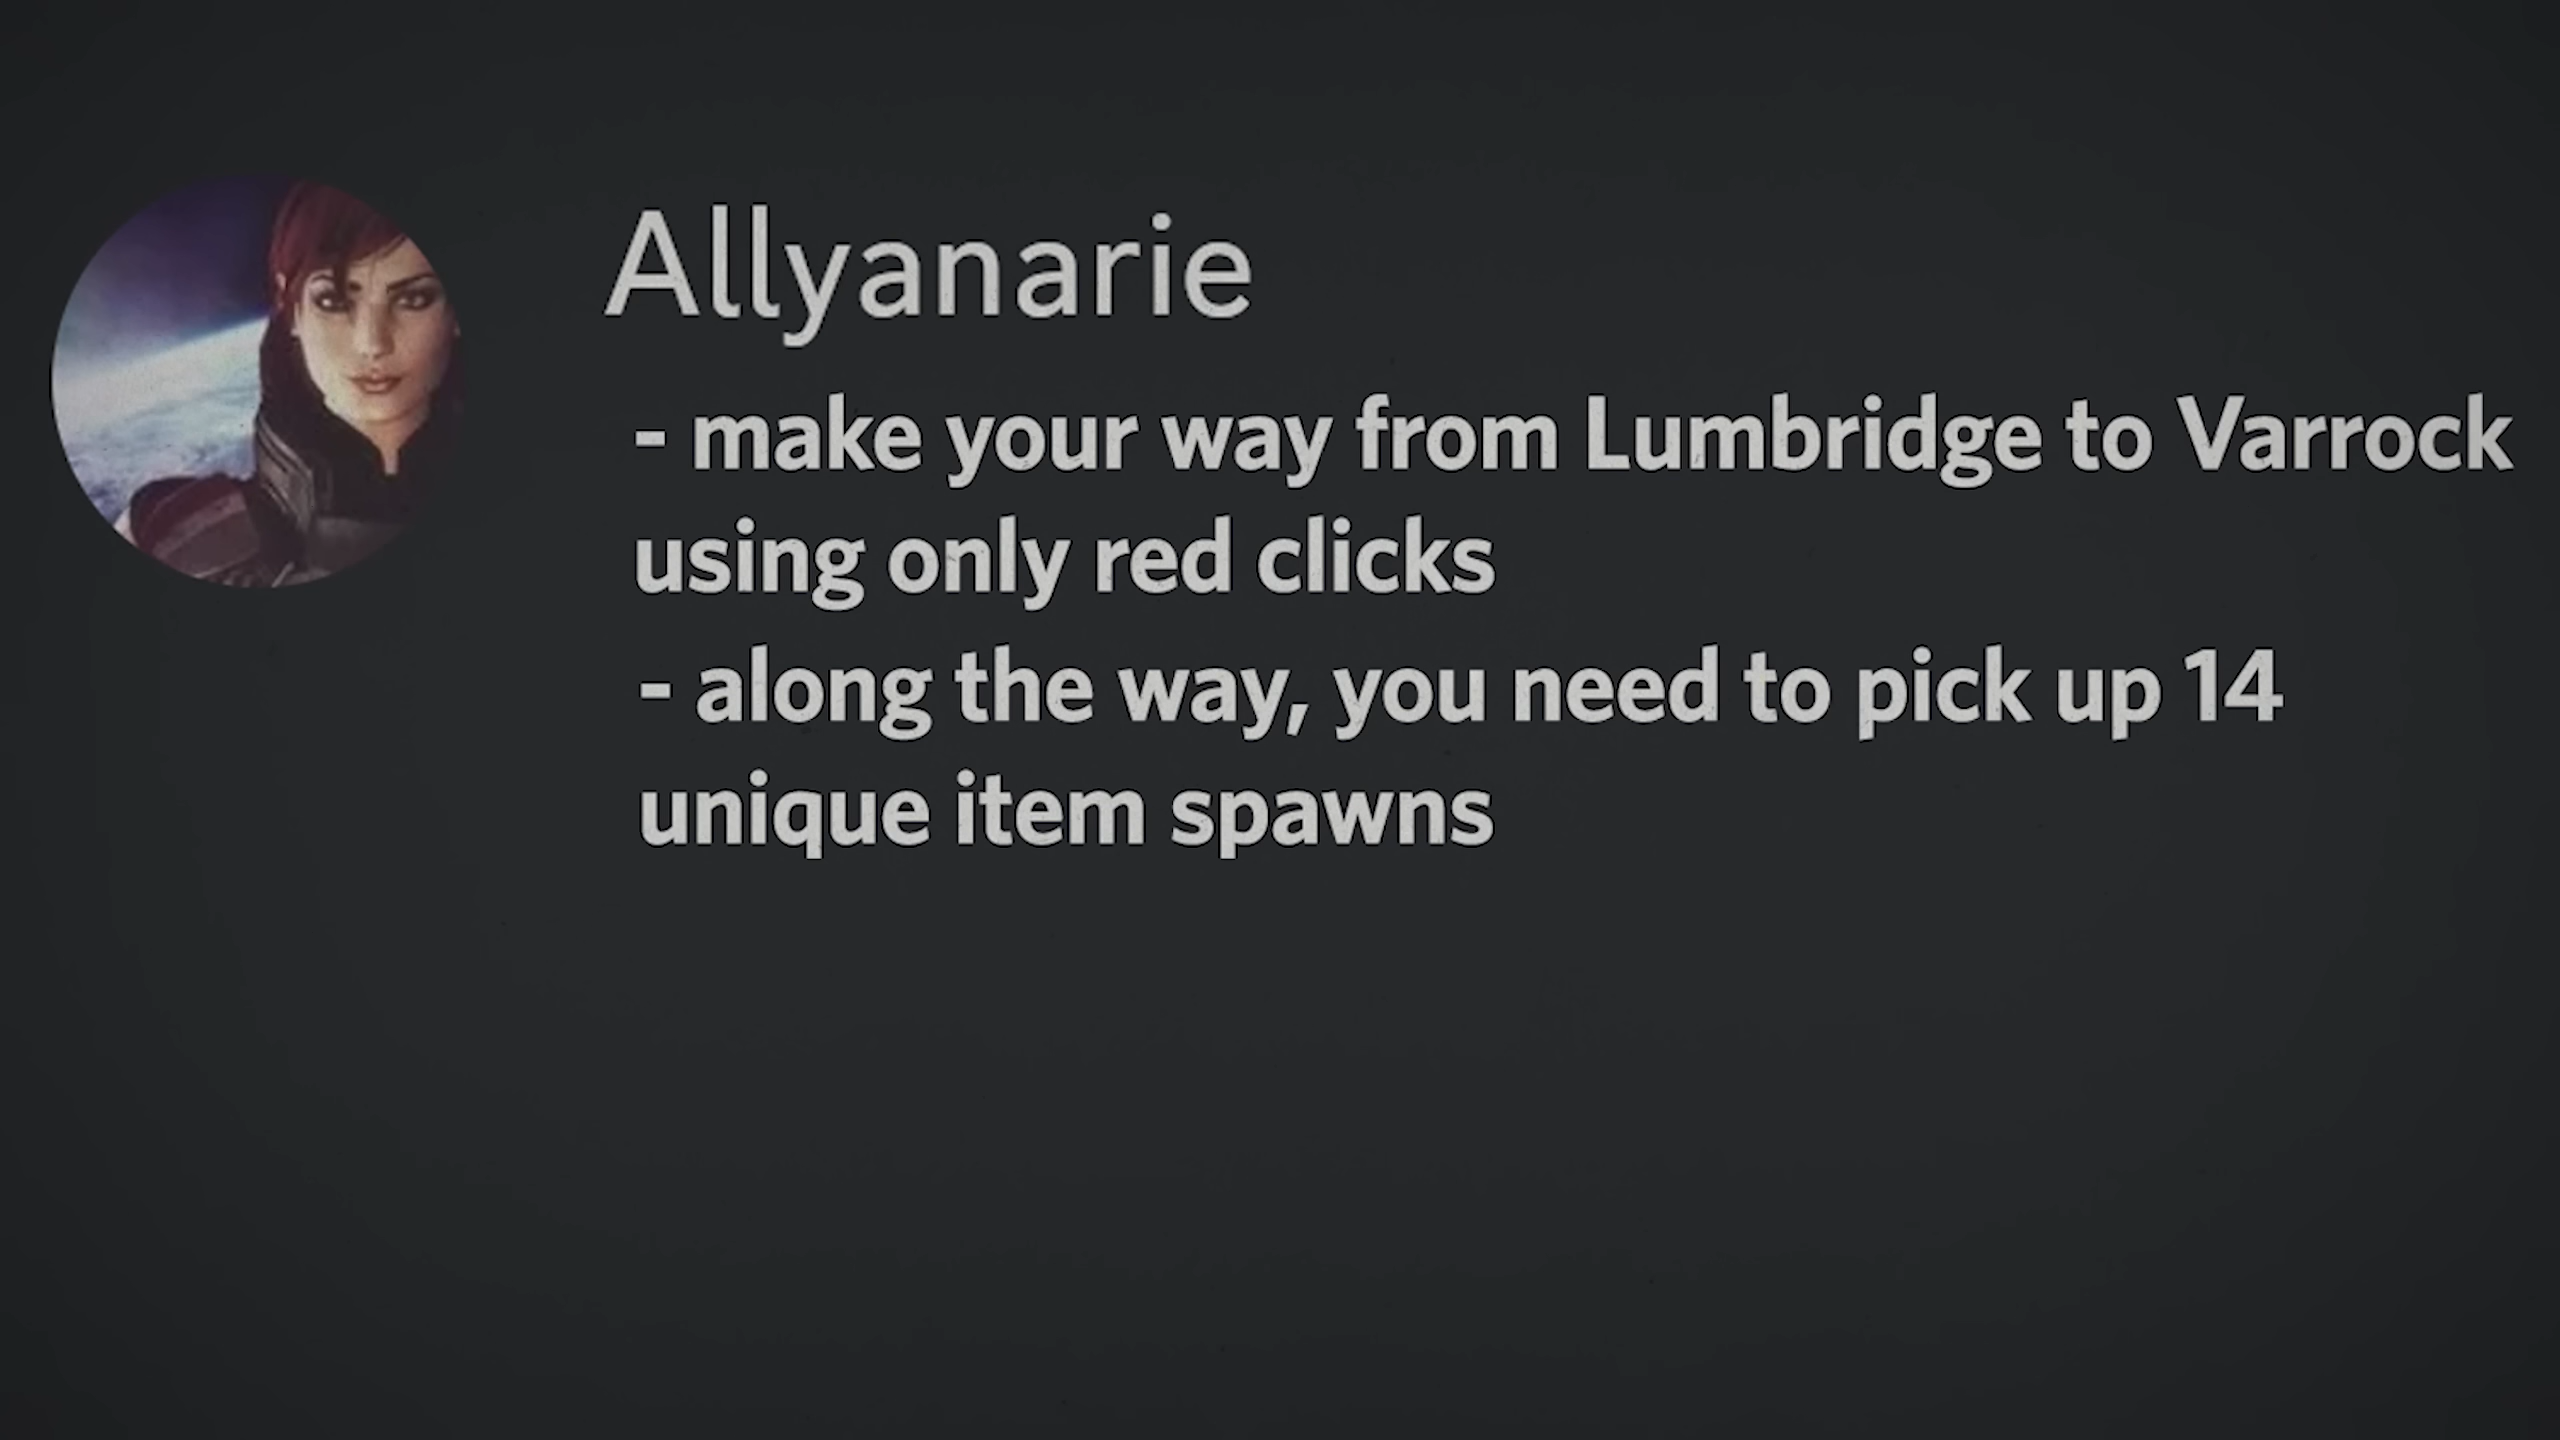 Allyanarie
- make your way from Lumbridge to Varrock
using only red clicks
- along the way, you need to pick up 14
unique item spawns